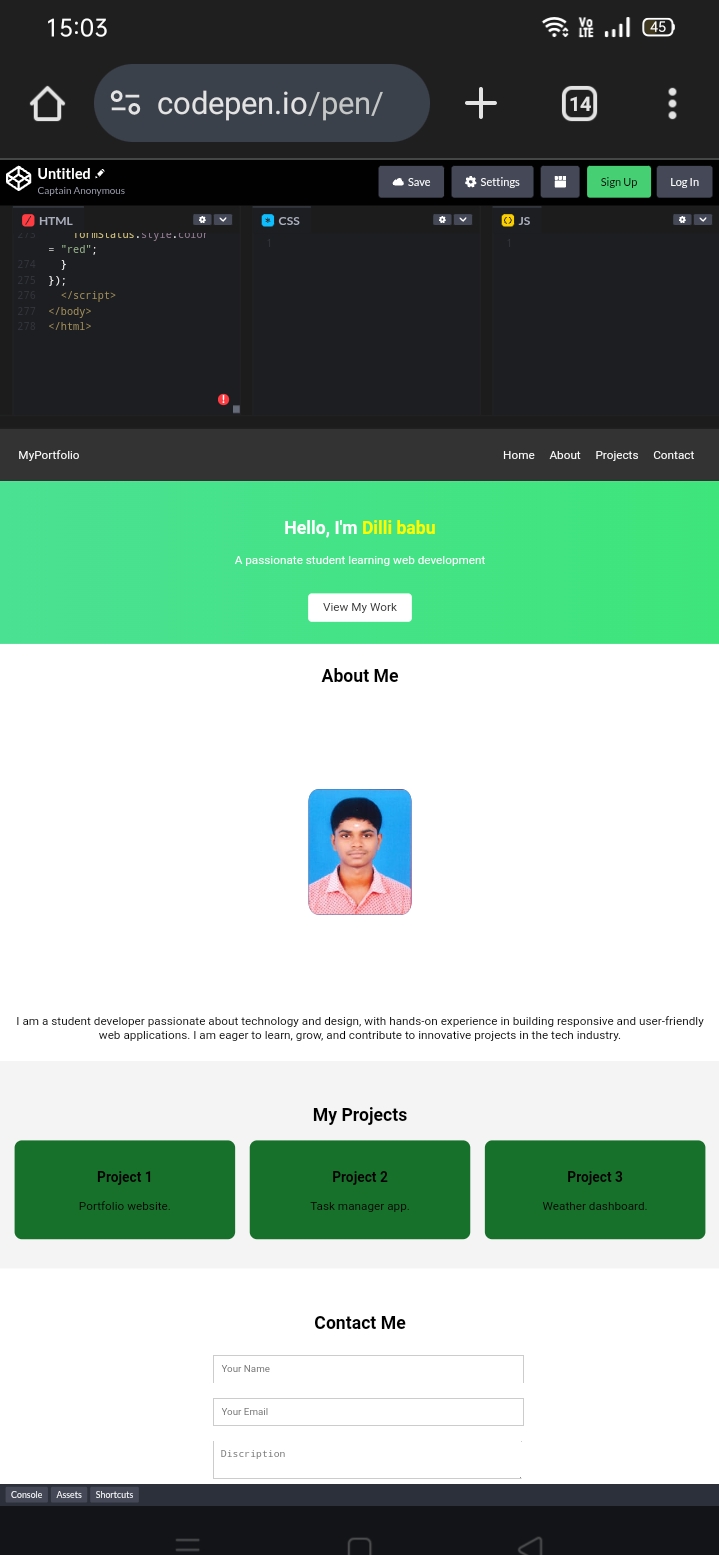 15:03
Vo
LTE
45
codepen.io/pen/
14
Untitled
Captain Anonymous
Save
Settings
Sign Up
Log In
HTML
CSS
JS
273 formStatus.style.color
= "red";
274 }
275 });
276 </script>
277 </body>
278 </html>
1
1
MyPortfolio
Home About Projects Contact
Hello, I'm Dilli babu
A passionate student learning web development
View My Work
About Me
I am a student developer passionate about technology and design, with hands-on experience in building responsive and user-friendly
web applications. I am eager to learn, grow, and contribute to innovative projects in the tech industry.
My Projects
Project 1
Portfolio website.
Project 2
Task manager app.
Project 3
Weather dashboard.
Contact Me
Your Name
Your Email
Discription
Console Assets Shortcuts